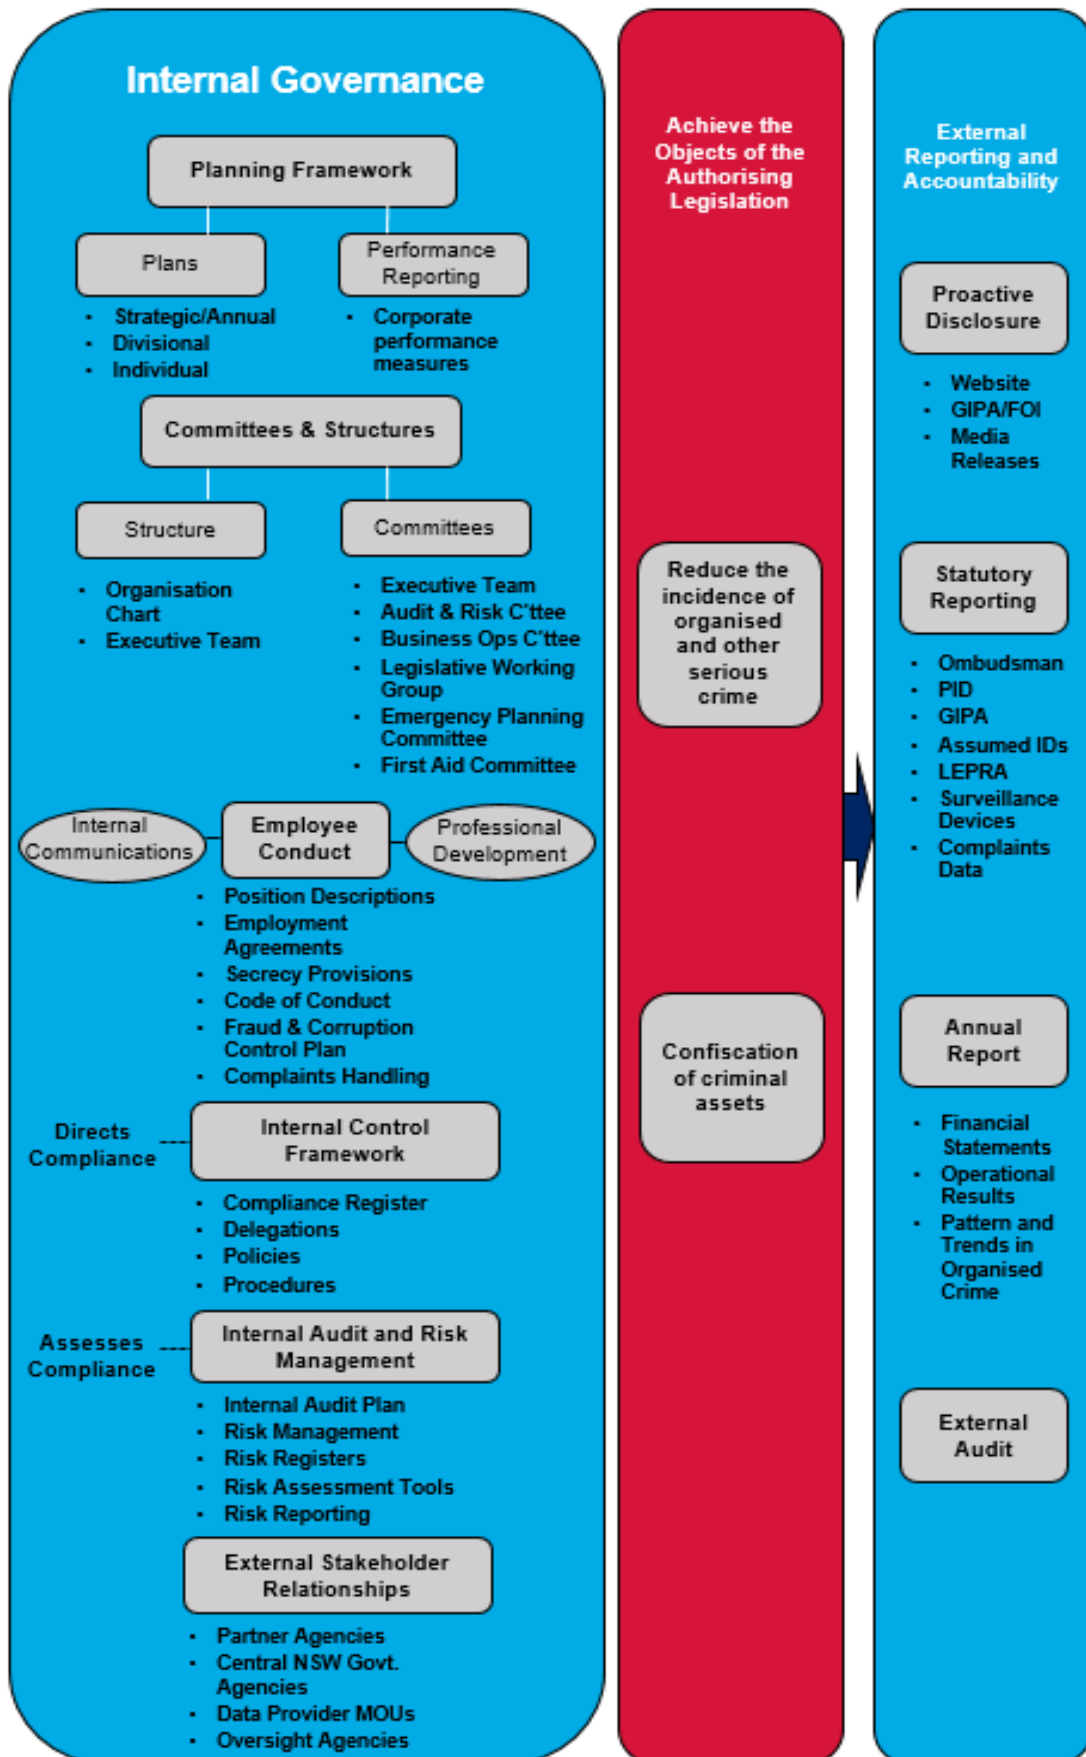 Internal Governance
Planning Framework
Plans
Performance
Reporting
▪ Strategic/Annual
▪ Divisional
▪ Individual
▪ Corporate
performance
measures
Committees & Structures
Structure
Committees
▪ Organisation
Chart
▪ Executive Team
▪ Executive Team
▪ Audit & Risk C'ttee
▪ Business Ops C'ttee
▪ Legislative Working
Group
▪ Emergency Planning
Committee
▪ First Aid Committee
Internal
Communications
Employee
Conduct
Professional
Development
▪ Position Descriptions
▪ Employment
Agreements
▪ Secrecy Provisions
▪ Code of Conduct
▪ Fraud & Corruption
Control Plan
▪ Complaints Handling
Directs
Compliance
Internal Control
Framework
▪ Compliance Register
▪ Delegations
▪ Policies
▪ Procedures
Assesses
Compliance
Internal Audit and Risk
Management
▪ Internal Audit Plan
▪ Risk Management
▪ Risk Registers
▪ Risk Assessment Tools
▪ Risk Reporting
External Stakeholder
Relationships
▪ Partner Agencies
▪ Central NSW Govt.
Agencies
▪ Data Provider MOUs
▪ Oversight Agencies
Achieve the
Objects of the
Authorising
Legislation
Reduce the
incidence of
organised
and other
serious
crime
Confiscation
of criminal
assets
External
Reporting and
Accountability
Proactive
Disclosure
▪ Website
▪ GIPA/FOI
▪ Media
Releases
Statutory
Reporting
▪ Ombudsman
▪ PID
▪ GIPA
▪ Assumed IDs
▪ LEPRA
▪ Surveillance
Devices
▪ Complaints
Data
Annual
Report
▪ Financial
Statements
▪ Operational
Results
▪ Pattern and
Trends in
Organised
Crime
External
Audit